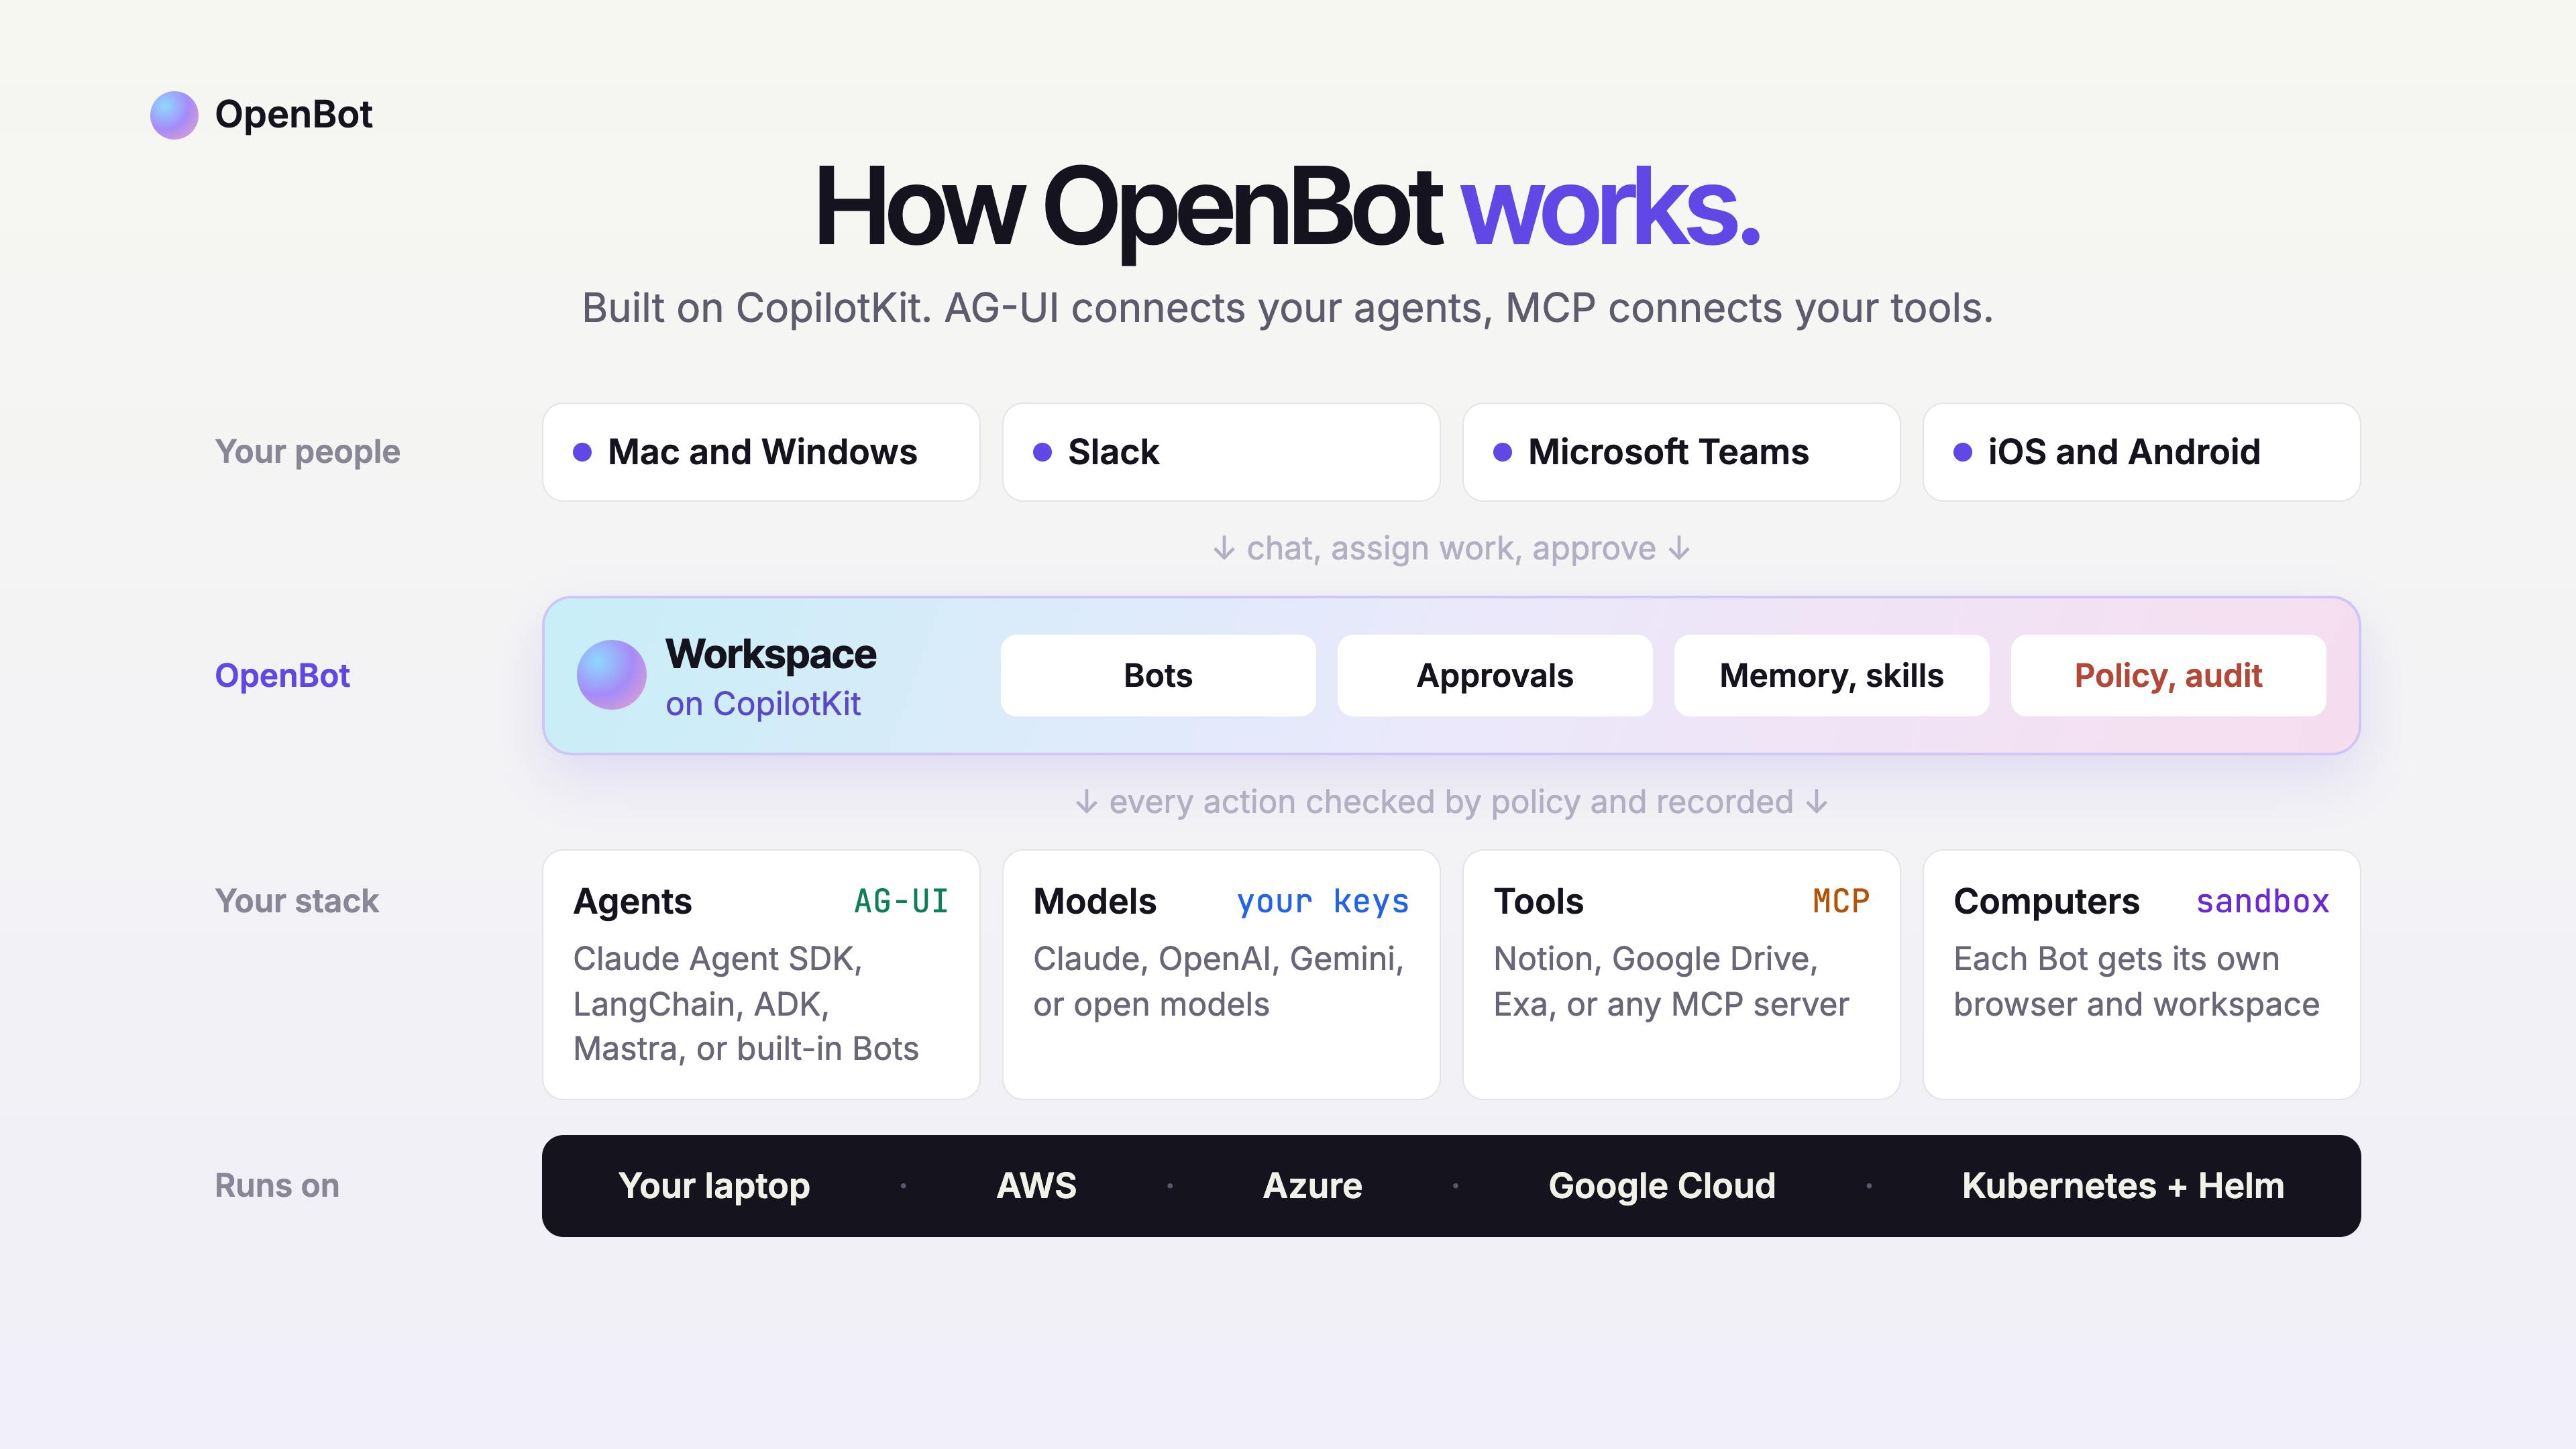 OpenBot
How OpenBot works.
Built on CopilotKit. AG-UI connects your agents, MCP connects your tools.
Your people
Mac and Windows
Slack
Microsoft Teams
iOS and Android
↓ chat, assign work, approve ↓
OpenBot
Workspace
on CopilotKit
Bots
Approvals
Memory, skills
Policy, audit
↓ every action checked by policy and recorded ↓
Your stack
Agents AG-UI
Claude Agent SDK,
LangChain, ADK,
Mastra, or built-in Bots
Models your keys
Claude, OpenAI, Gemini,
or open models
Tools MCP
Notion, Google Drive,
Exa, or any MCP server
Computers sandbox
Each Bot gets its own
browser and workspace
Runs on
Your laptop · AWS · Azure · Google Cloud · Kubernetes + Helm